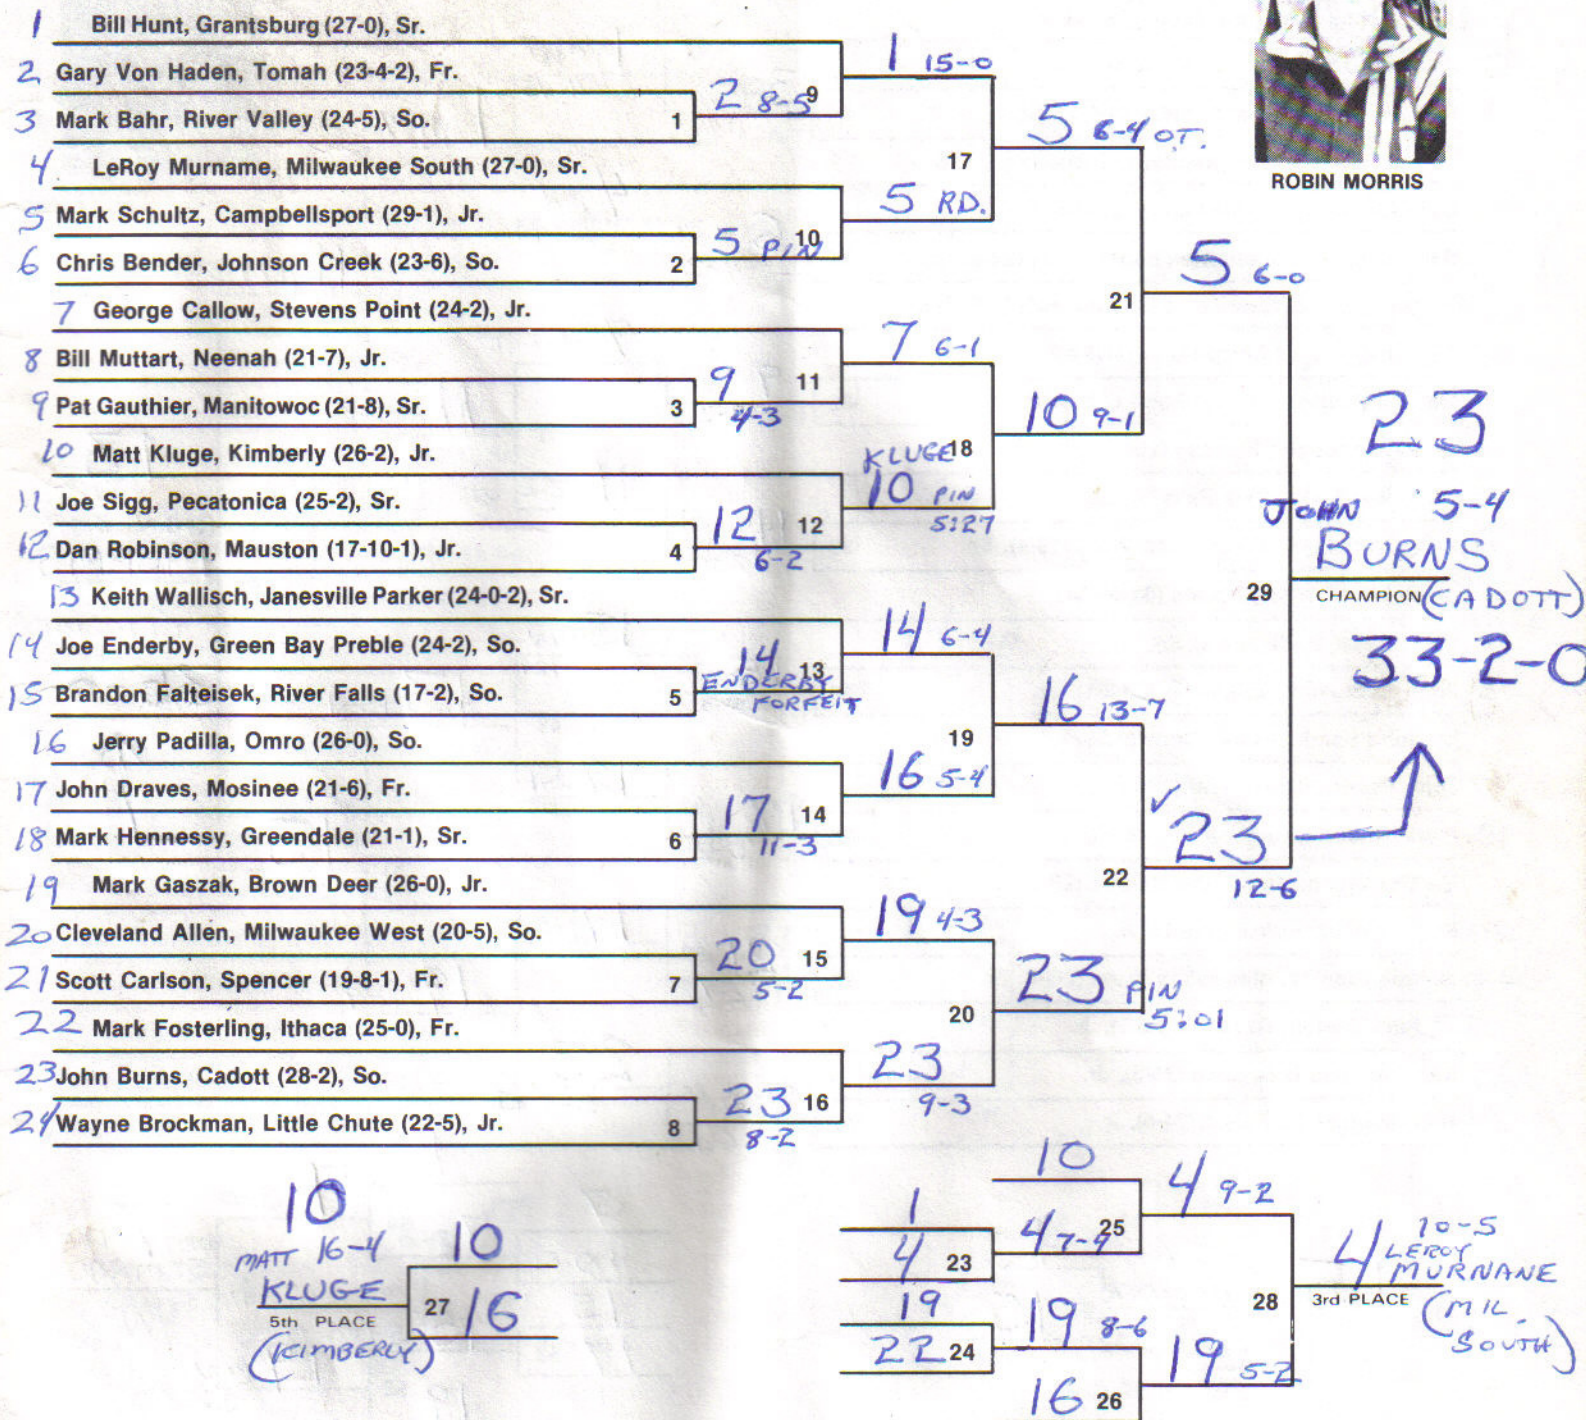 1 Bill Hunt, Grantsburg (27-0), Sr.
2 Gary Von Haden, Tomah (23-4-2), Fr.
3 Mark Bahr, River Valley (24-5), So. 1
4 LeRoy Murname, Milwaukee South (27-0), Sr.
5 Mark Schultz, Campbellsport (29-1), Jr.
6 Chris Bender, Johnson Creek (23-6), So. 2
7 George Callow, Stevens Point (24-2), Jr.
8 Bill Muttart, Neenah (21-7), Jr.
9 Pat Gauthier, Manitowoc (21-8), Sr. 3
10 Matt Kluge, Kimberly (26-2), Jr.
11 Joe Sigg, Pecatonica (25-2), Sr.
12 Dan Robinson, Mauston (17-10-1), Jr. 4
13 Keith Wallisch, Janesville Parker (24-0-2), Sr.
14 Joe Enderby, Green Bay Preble (24-2), So.
15 Brandon Falteisek, River Falls (17-2), So. 5
16 Jerry Padilla, Omro (26-0), So.
17 John Draves, Mosinee (21-6), Fr.
18 Mark Hennessy, Greendale (21-1), Sr. 6
19 Mark Gaszak, Brown Deer (26-0), Jr.
20 Cleveland Allen, Milwaukee West (20-5), So.
21 Scott Carlson, Spencer (19-8-1), Fr. 7
22 Mark Fosterling, Ithaca (25-0), Fr.
23 John Burns, Cadott (28-2), So.
24 Wayne Brockman, Little Chute (22-5), Jr. 8
2 8-5 9
5 PIN 10
9 11
4-3
12 12
6-2
14 13
ENDERBY
FORFEIT
17 14
11-3
20 15
5-2
23 16
8-2
1 15-0
17
5 RD.
7 6-1
KLUGE 18
10 PIN
5:27
14 6-4
19
16 5-4
19 4-3
20
23
9-3
5 6-4 O.T.
21
10 9-1
16 13-7
22
23 PIN
5:01
5 6-0
29
✓
23
12-6
ROBIN MORRIS
23
JOHN 5-4
BURNS
CHAMPION (CADOTT)
33-2-0
10
MATT 16-4
KLUGE
5th PLACE
(KIMBERLY)
10
27 16
1
4 23
19
22 24
10
4 7-4 25
19 8-6
16 26
4 9-2
28
19 5-2
4 10-5
LEROY
MURNANE
3rd PLACE
(MIL.
SOUTH)